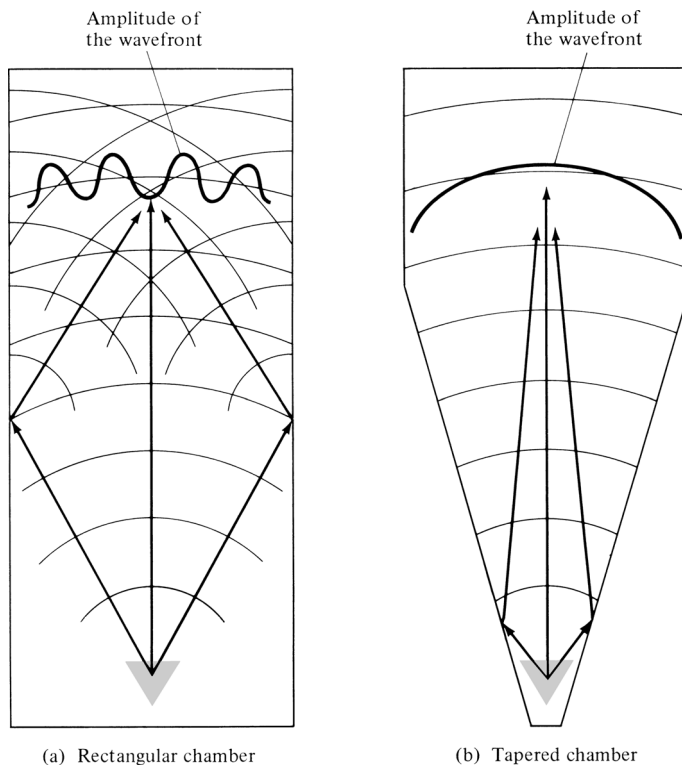 Amplitude of
the wavefront
Amplitude of
the wavefront
(a) Rectangular chamber
(b) Tapered chamber